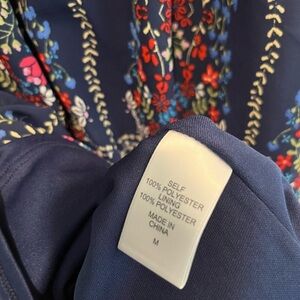 SELF
100% POLYESTER
LINING
100% POLYESTER
MADE IN
CHINA
M